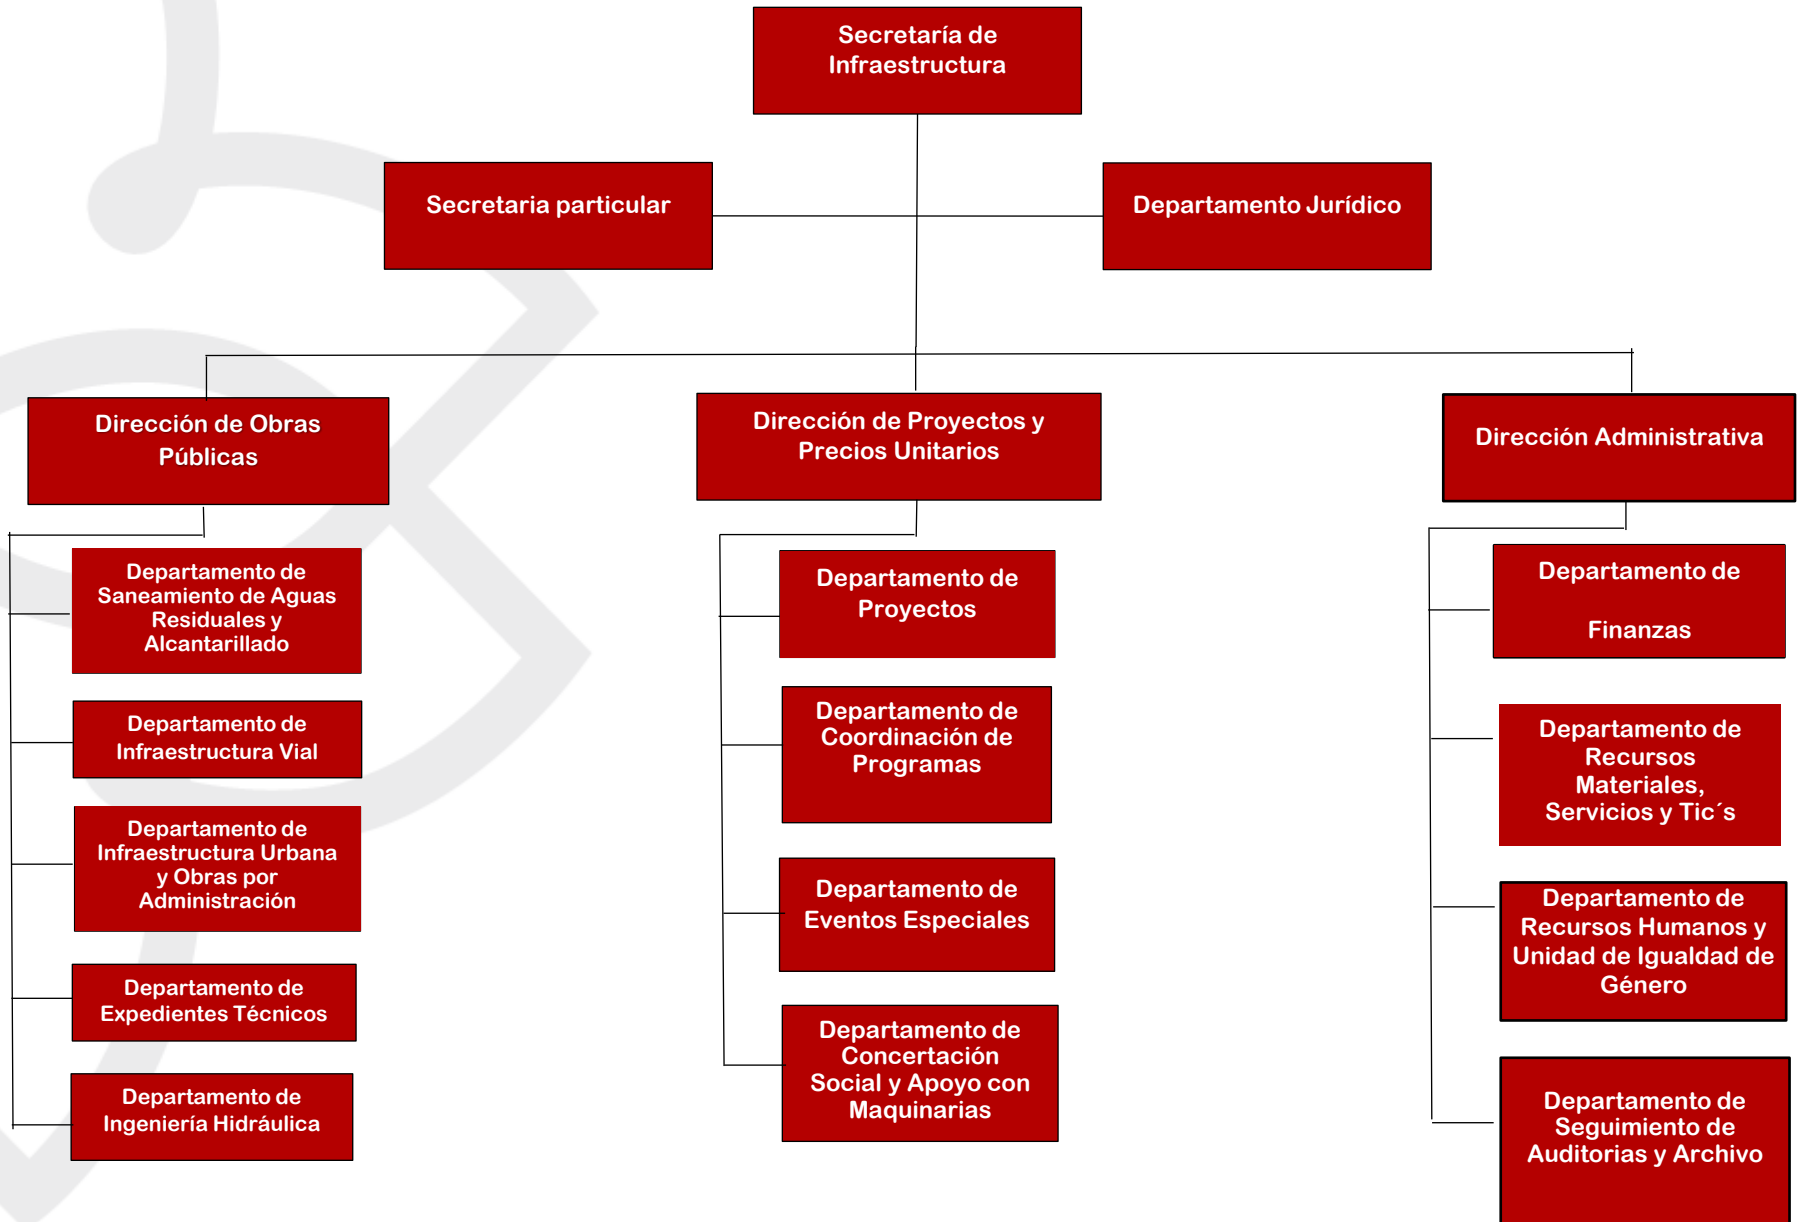 Secretaría de
Infraestructura
Secretaria particular
Departamento Jurídico
Dirección de Obras
Públicas
Dirección de Proyectos y
Precios Unitarios
Dirección Administrativa
Departamento de
Saneamiento de Aguas
Residuales y
Alcantarillado
Departamento de
Infraestructura Vial
Departamento de
Infraestructura Urbana
y Obras por
Administración
Departamento de
Expedientes Técnicos
Departamento de
Ingeniería Hidráulica
Departamento de
Proyectos
Departamento de
Coordinación de
Programas
Departamento de
Eventos Especiales
Departamento de
Concertación
Social y Apoyo con
Maquinarias
Departamento de
Finanzas
Departamento de
Recursos
Materiales,
Servicios y Tic´s
Departamento de
Recursos Humanos y
Unidad de Igualdad de
Género
Departamento de
Seguimiento de
Auditorias y Archivo